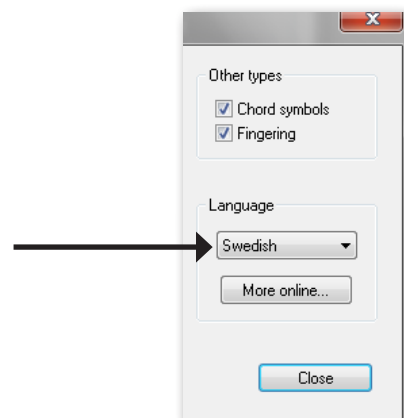 Other types
Chord symbols
Fingering
Language
Swedish
More online...
Close